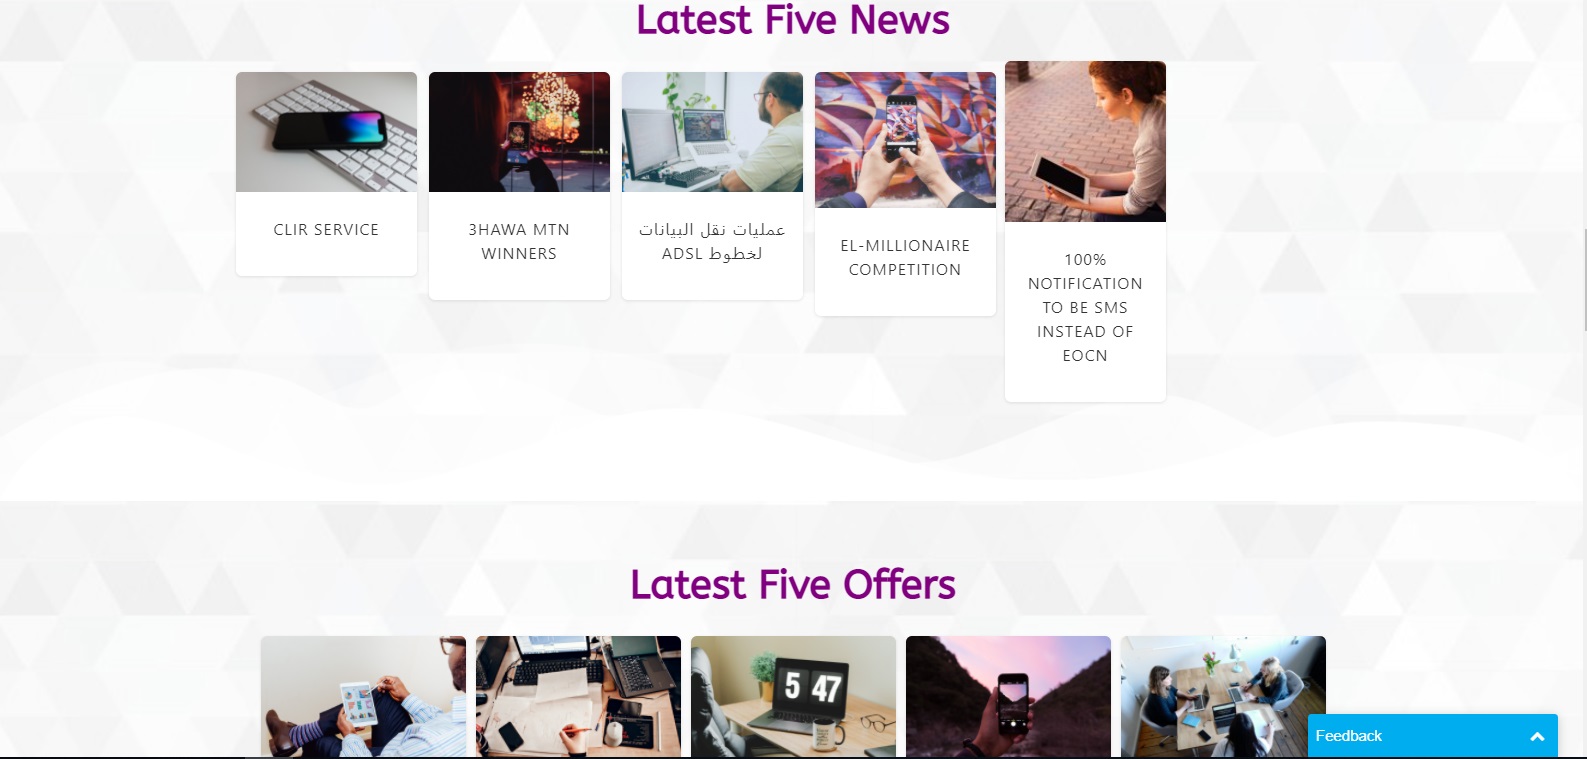 Latest Five News
CLIR SERVICE
3HAWA MTN
WINNERS
عمليات نقل البيانات
لخطوط ADSL
EL-MILLIONAIRE
COMPETITION
100%
NOTIFICATION
TO BE SMS
INSTEAD OF
EOCN
Latest Five Offers
5 47
Feedback